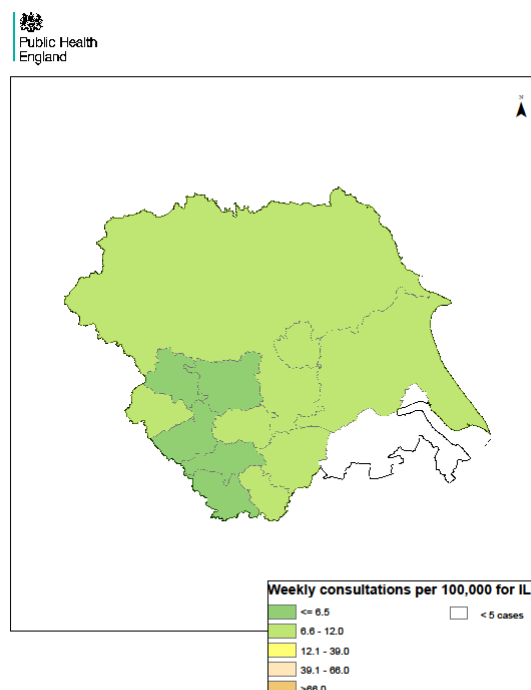 Public Health
England
N
Weekly consultations per 100,000 for IL
<= 6.5
< 5 cases
6.6 - 12.0
12.1 - 39.0
39.1 - 66.0
>66.0